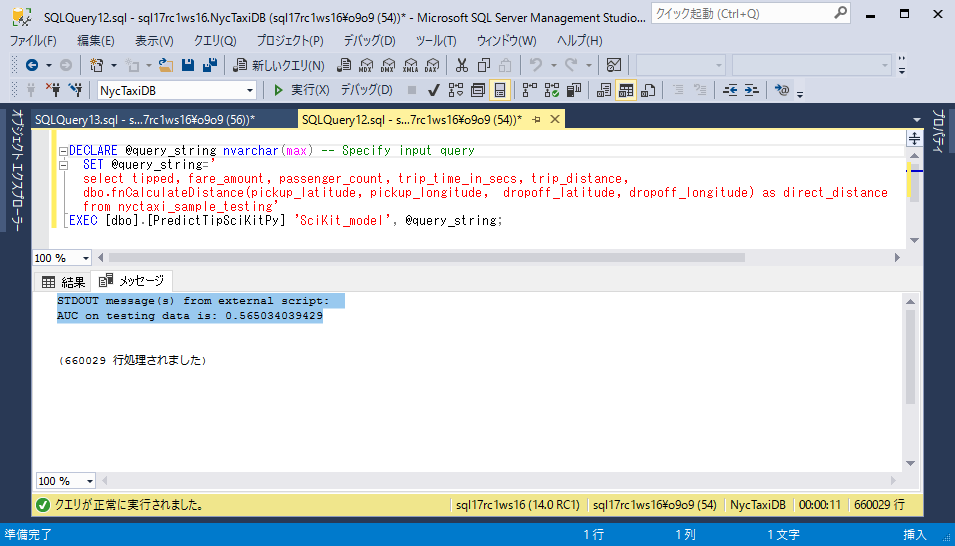 SQLQuery12.sql - sql17rc1ws16.NycTaxiDB (sql17rc1ws16¥o9o9 (54))* - Microsoft SQL Server Management Studio...
クイック起動 (Ctrl+Q)
ファイル(F) 編集(E) 表示(V) クエリ(Q) プロジェクト(P) デバッグ(D) ツール(T) ウィンドウ(W) ヘルプ(H)
新しいクエリ(N) MDX DMX XMLA DAX
NycTaxiDB 実行(X) デバッグ(D)
オブジェクト エクスプローラー
SQLQuery13.sql - s...7rc1ws16¥o9o9 (56))*
SQLQuery12.sql - s...7rc1ws16¥o9o9 (54))*
プロパティ
DECLARE @query_string nvarchar(max) -- Specify input query
SET @query_string='
select tipped, fare_amount, passenger_count, trip_time_in_secs, trip_distance,
dbo.fnCalculateDistance(pickup_latitude, pickup_longitude,  dropoff_latitude, dropoff_longitude) as direct_distance
from nyctaxi_sample_testing'
EXEC [dbo].[PredictTipSciKitPy] 'SciKit_model', @query_string;
100 %
結果 メッセージ
STDOUT message(s) from external script:
AUC on testing data is: 0.565034039429
(660029 行処理されました)
100 %
クエリが正常に実行されました。 sql17rc1ws16 (14.0 RC1) sql17rc1ws16¥o9o9 (54) NycTaxiDB 00:00:11 660029 行
準備完了 1 行 1 列 1 文字 挿入